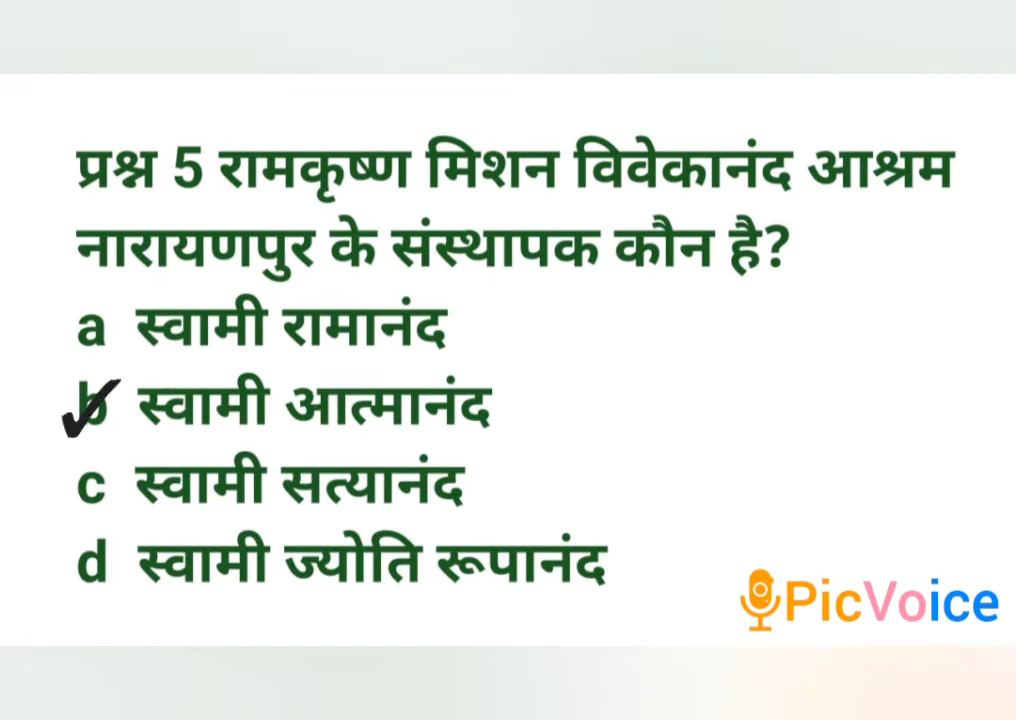 प्रश्न 5 रामकृष्ण मिशन विवेकानंद आश्रम
नारायणपुर के संस्थापक कौन है?
a स्वामी रामानंद
b स्वामी आत्मानंद
c स्वामी सत्यानंद
d स्वामी ज्योति रूपानंद
PicVoice